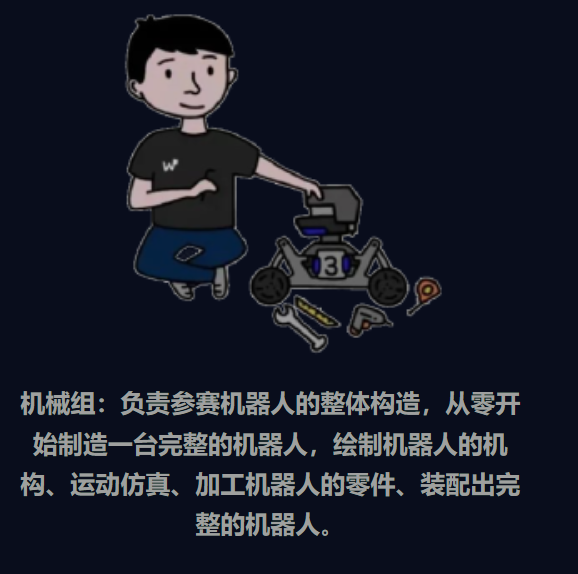 W
3
机械组：负责参赛机器人的整体构造，从零开
始制造一台完整的机器人，绘制机器人的机
构、运动仿真、加工机器人的零件、装配出完
整的机器人。